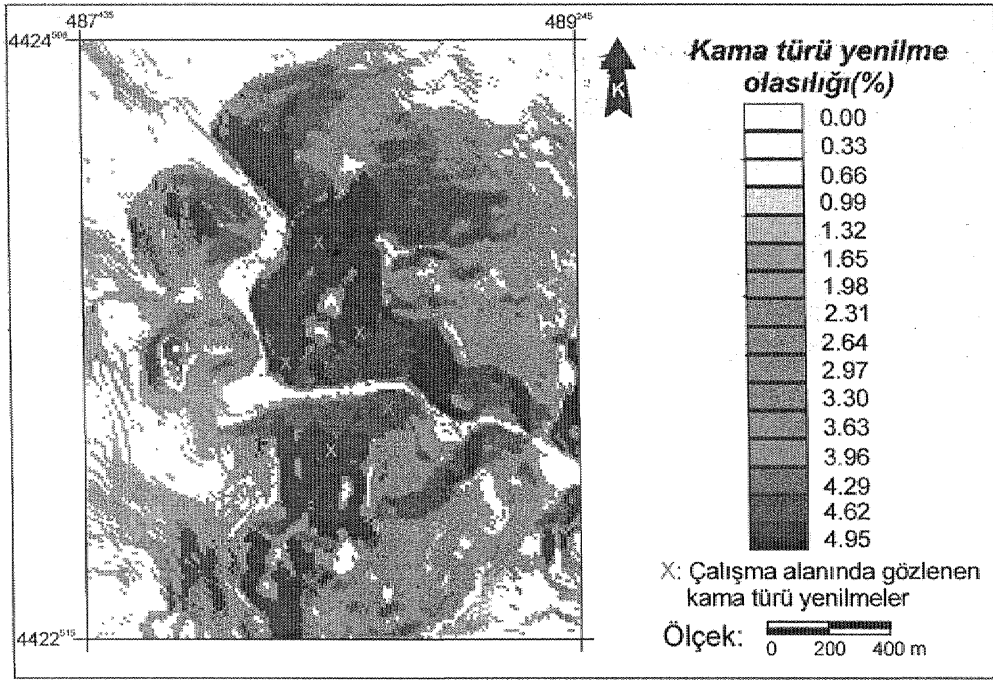 487435
489245
4424508
4422515
K
Kama türü yenilme
olasılığı(%)
0.00
0.33
0.66
0.99
1.32
1.65
1.98
2.31
2.64
2.97
3.30
3.63
3.96
4.29
4.62
4.95
X: Çalışma alanında gözlenen
kama türü yenilmeler
Ölçek:
0 200 400 m